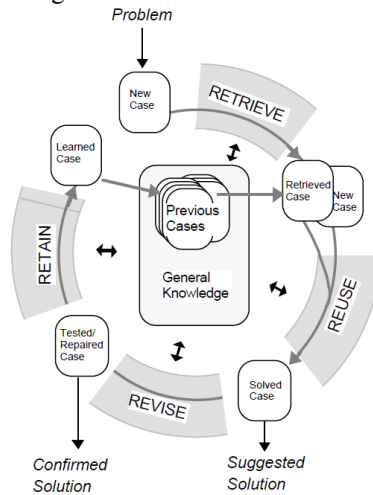 Problem
New
Case
RETRIEVE
Learned
Case
Retrieved
Case
New
Case
Previous
Cases
General
Knowledge
RETAIN
REUSE
Tested/
Repaired
Case
REVISE
Solved
Case
Confirmed
Solution
Suggested
Solution